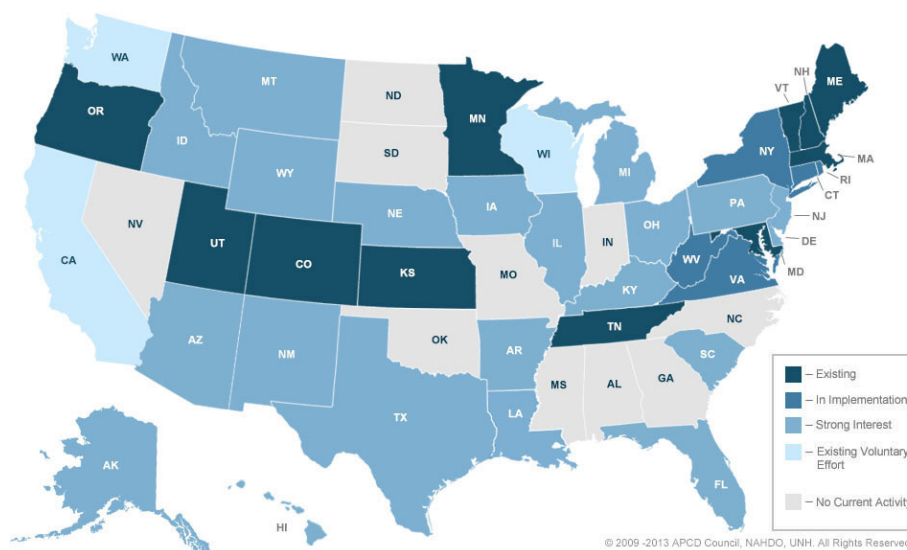 WA
OR
CA
NV
ID
MT
WY
UT
CO
AZ
NM
ND
SD
NE
KS
OK
TX
MN
IA
MO
AR
LA
WI
IL
MI
IN
OH
KY
TN
MS
AL
GA
FL
SC
NC
VA
WV
PA
NY
VT
NH
ME
MA
RI
CT
NJ
DE
MD
AK
HI
– Existing
– In Implementation
– Strong Interest
– Existing Voluntary
Effort
– No Current Activity
© 2009 -2013 APCD Council, NAHDO, UNH. All Rights Reserved